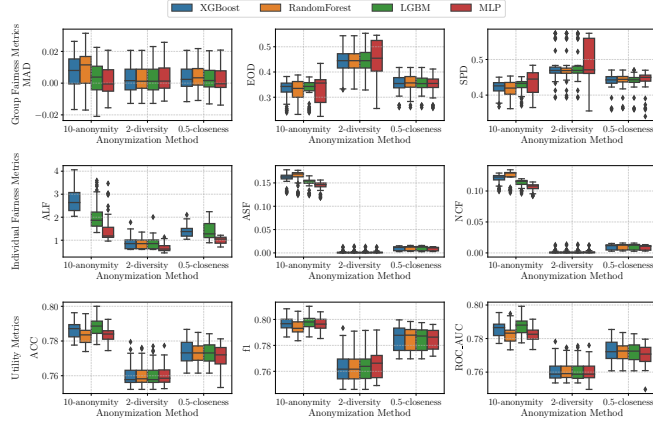 XGBoost RandomForest LGBM MLP
Group Fairness Metrics
MAD
0.02
0.00
−0.02
10-anonymity 2-diversity 0.5-closeness
Anonymization Method
EOD
0.5
0.4
0.3
10-anonymity 2-diversity 0.5-closeness
Anonymization Method
SPD
0.5
0.4
10-anonymity 2-diversity 0.5-closeness
Anonymization Method
Individual Fairness Metrics
ALF
4
3
2
1
10-anonymity 2-diversity 0.5-closeness
Anonymization Method
ASF
0.15
0.10
0.05
0.00
10-anonymity 2-diversity 0.5-closeness
Anonymization Method
NCF
0.10
0.05
0.00
10-anonymity 2-diversity 0.5-closeness
Anonymization Method
Utility Metrics
ACC
0.80
0.78
0.76
10-anonymity 2-diversity 0.5-closeness
Anonymization Method
f1
0.80
0.78
0.76
10-anonymity 2-diversity 0.5-closeness
Anonymization Method
ROC_AUC
0.80
0.78
0.76
10-anonymity 2-diversity 0.5-closeness
Anonymization Method